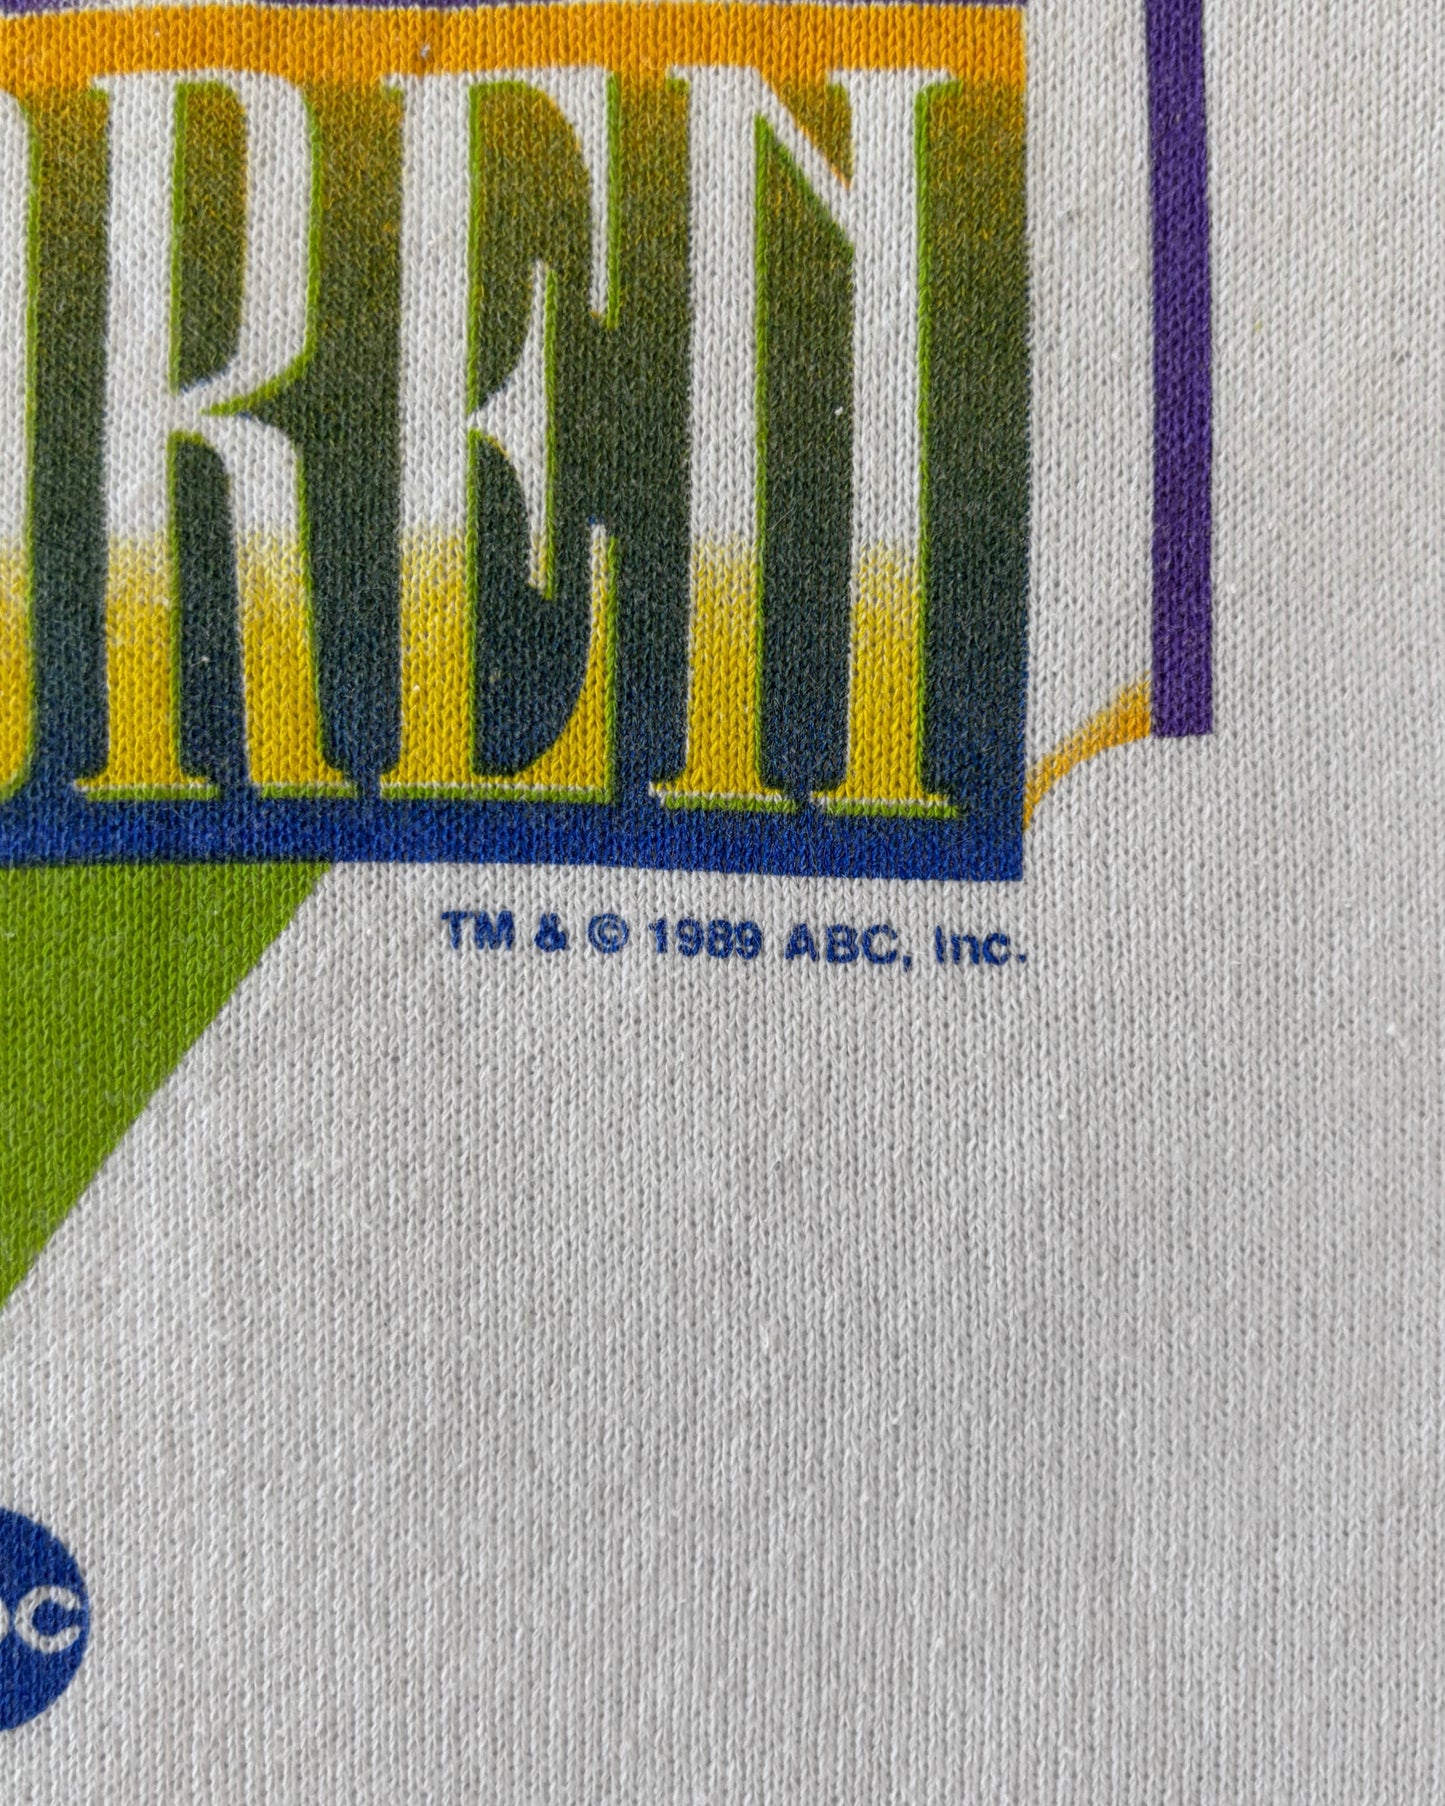 REN
TM & © 1989 ABC, Inc.